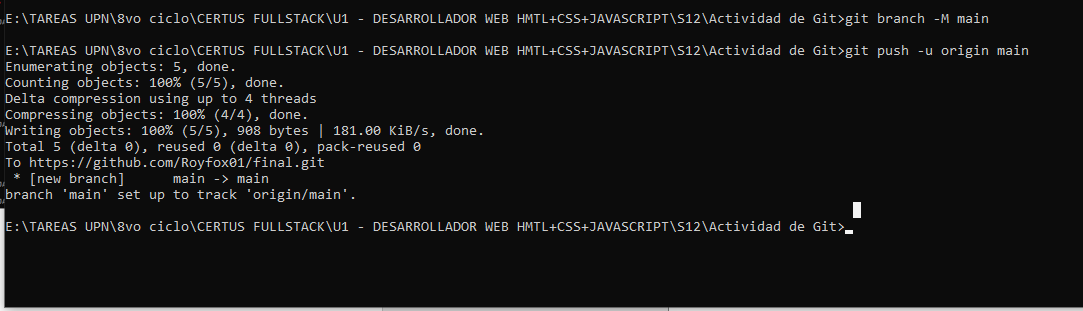 E:\TAREAS UPN\8vo ciclo\CERTUS FULLSTACK\U1 - DESARROLLADOR WEB HMTL+CSS+JAVASCRIPT\S12\Actividad de Git>git branch -M main
E:\TAREAS UPN\8vo ciclo\CERTUS FULLSTACK\U1 - DESARROLLADOR WEB HMTL+CSS+JAVASCRIPT\S12\Actividad de Git>git push -u origin main
Enumerating objects: 5, done.
Counting objects: 100% (5/5), done.
Delta compression using up to 4 threads
Compressing objects: 100% (4/4), done.
Writing objects: 100% (5/5), 908 bytes | 181.00 KiB/s, done.
Total 5 (delta 0), reused 0 (delta 0), pack-reused 0
To https://github.com/Royfox01/final.git
 * [new branch]      main -> main
branch 'main' set up to track 'origin/main'.
E:\TAREAS UPN\8vo ciclo\CERTUS FULLSTACK\U1 - DESARROLLADOR WEB HMTL+CSS+JAVASCRIPT\S12\Actividad de Git>